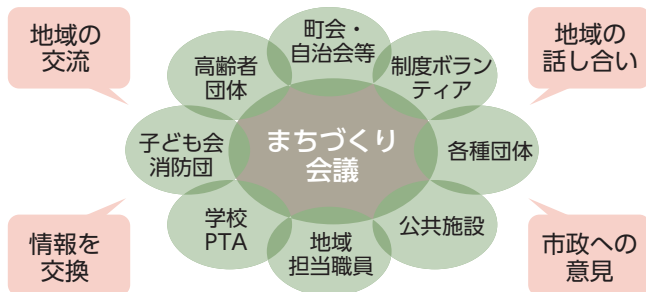 地域の
交流
町会・
自治会等
地域の
話し合い
高齢者
団体
制度ボラン
ティア
子ども会
消防団
まちづくり
会議
各種団体
学校
PTA
地域
担当職員
公共施設
情報を
交換
市政への
意見